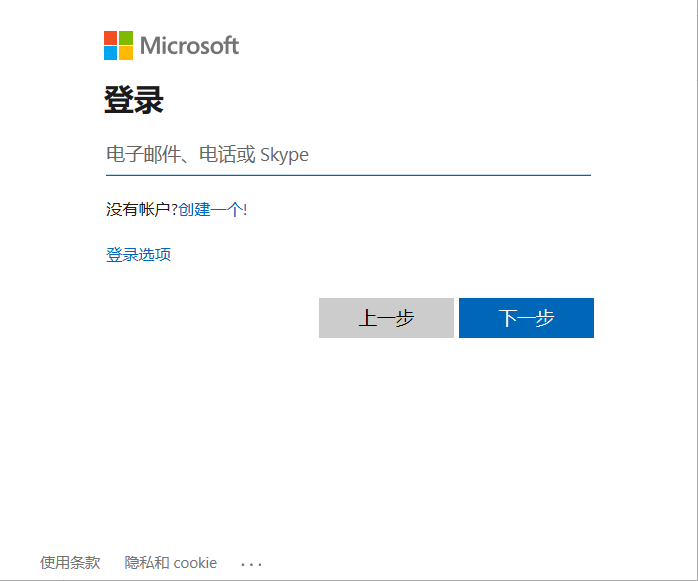 Microsoft
登录
电子邮件、电话或 Skype
没有帐户?创建一个!
登录选项
上一步 下一步
使用条款 隐私和 cookie ...